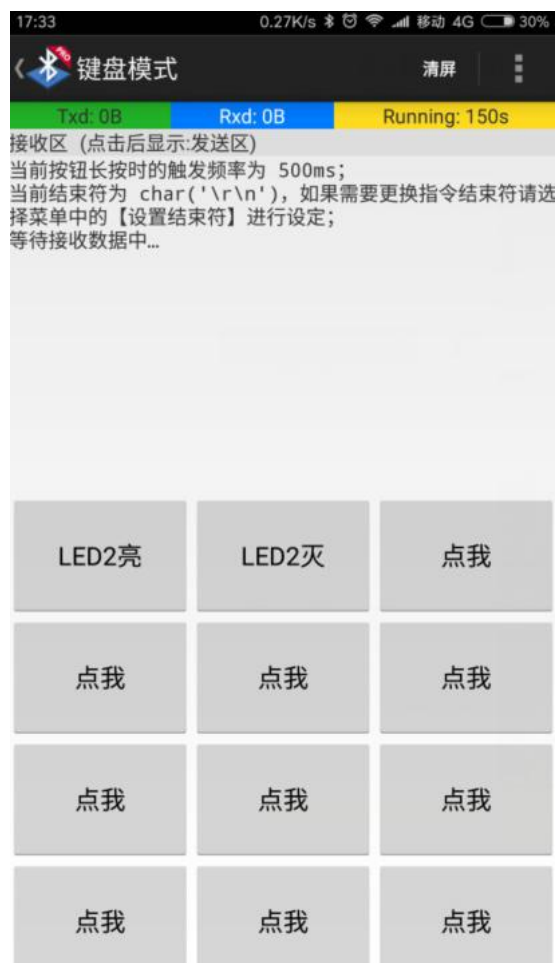 17:33 0.27K/s 移动 4G 30%
PRO
键盘模式 清屏
Txd: 0B Rxd: 0B Running: 150s
接收区 (点击后显示:发送区)
当前按钮长按时的触发频率为 500ms；
当前结束符为 char('\r\n')，如果需要更换指令结束符请选
择菜单中的【设置结束符】进行设定；
等待接收数据中…
LED2亮 LED2灭 点我
点我 点我 点我
点我 点我 点我
点我 点我 点我